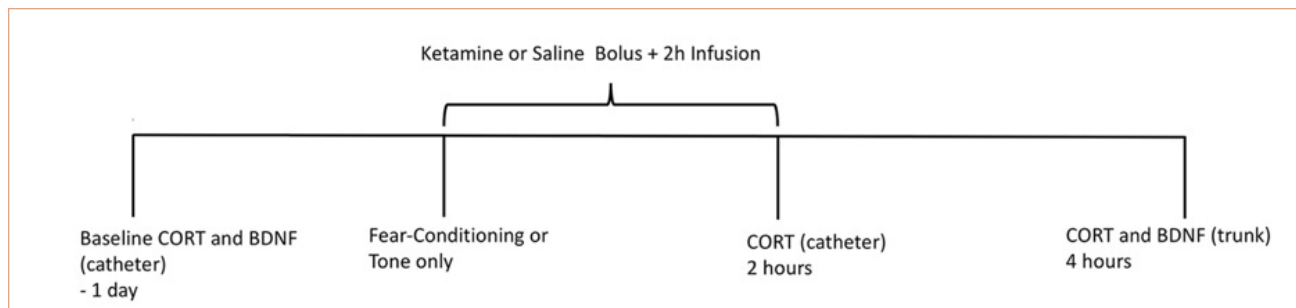 Ketamine or Saline Bolus + 2h Infusion
Baseline CORT and BDNF
(catheter)
- 1 day
Fear-Conditioning or
Tone only
CORT (catheter)
2 hours
CORT and BDNF (trunk)
4 hours